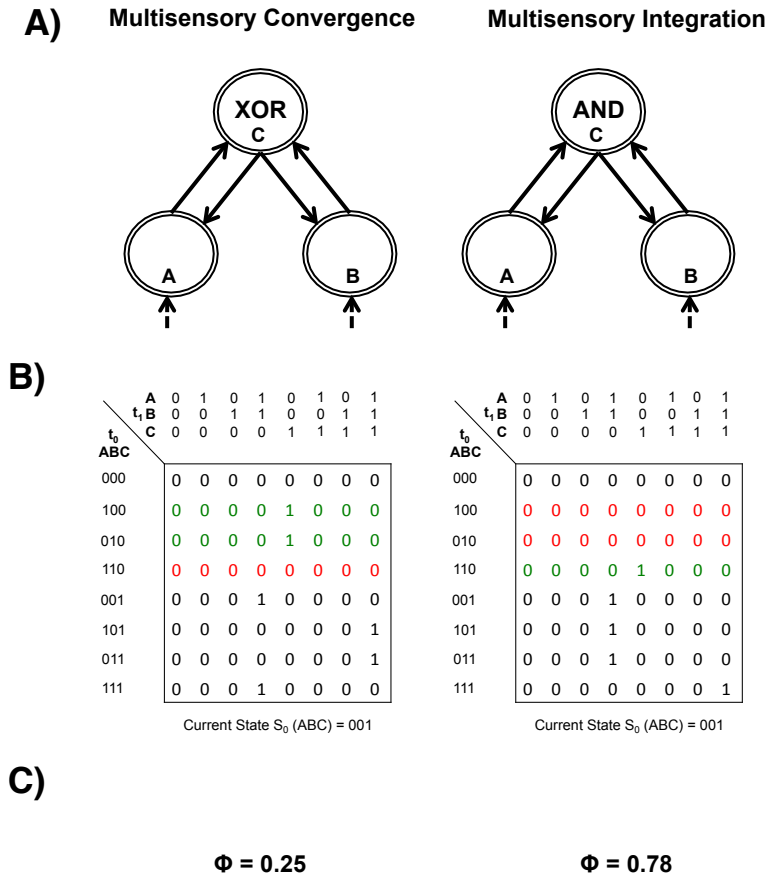 A)
Multisensory Convergence Multisensory Integration
XOR AND
C C
A B A B
B)
A 0 1 0 1 0 1 0 1 A 0 1 0 1 0 1 0 1
t1 B 0 0 1 1 0 0 1 1 t1 B 0 0 1 1 0 0 1 1
t0 C 0 0 0 0 1 1 1 1 t0 C 0 0 0 0 1 1 1 1
ABC ABC
000 0 0 0 0 0 0 0 0 000 0 0 0 0 0 0 0 0
100 0 0 0 0 1 0 0 0 100 0 0 0 0 0 0 0 0
010 0 0 0 0 1 0 0 0 010 0 0 0 0 0 0 0 0
110 0 0 0 0 0 0 0 0 110 0 0 0 0 1 0 0 0
001 0 0 0 1 0 0 0 0 001 0 0 0 1 0 0 0 0
101 0 0 0 0 0 0 0 1 101 0 0 0 1 0 0 0 0
011 0 0 0 0 0 0 0 1 011 0 0 0 1 0 0 0 0
111 0 0 0 1 0 0 0 0 111 0 0 0 0 0 0 0 1
Current State S0 (ABC) = 001 Current State S0 (ABC) = 001
C)
Φ = 0.25 Φ = 0.78